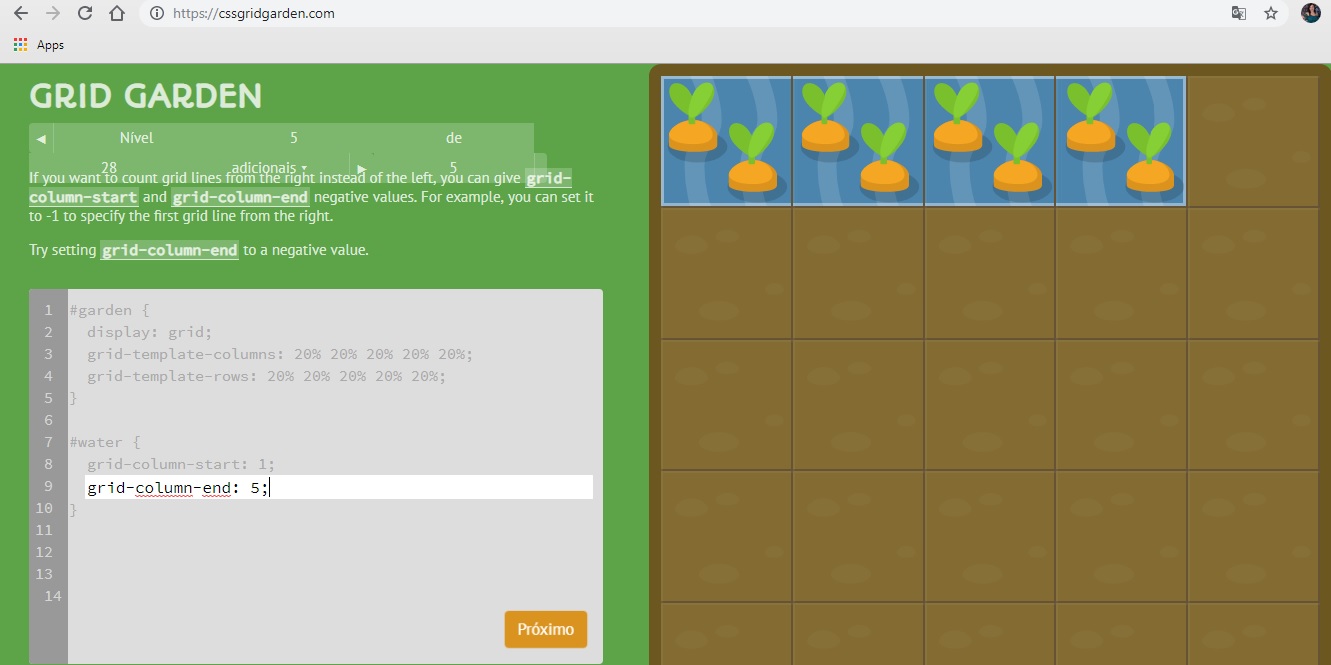 https://cssgridgarden.com
Apps
GRID GARDEN
◀ Nível 5 de
28 adicionais ▾ ▶ 5
If you want to count grid lines from the right instead of the left, you can give grid-
column-start and grid-column-end negative values. For example, you can set it
to -1 to specify the first grid line from the right.
Try setting grid-column-end to a negative value.
1 #garden {
2 display: grid;
3 grid-template-columns: 20% 20% 20% 20% 20%;
4 grid-template-rows: 20% 20% 20% 20% 20%;
5 }
6
7 #water {
8 grid-column-start: 1;
9 grid-column-end: 5;
10 }
11
12
13
14
Próximo